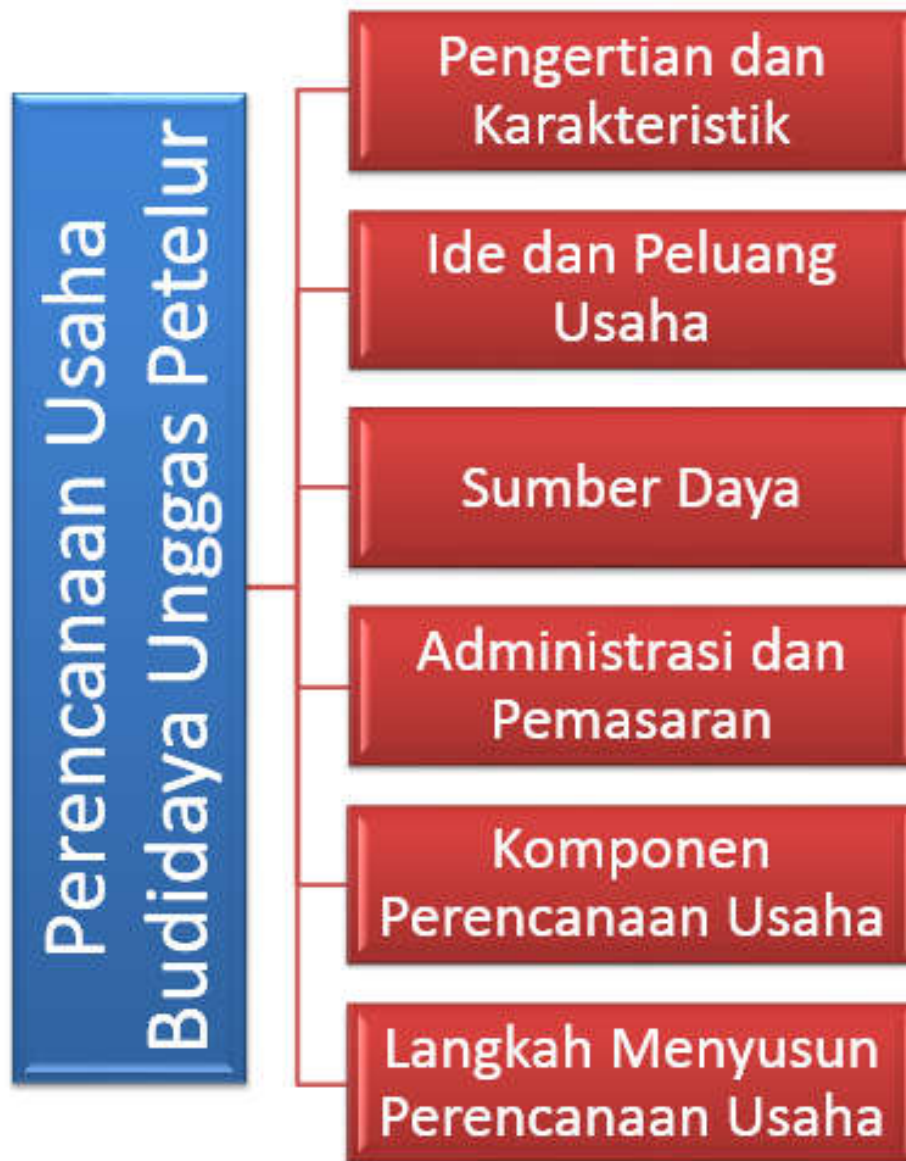 Perencanaan Usaha
Budidaya Unggas Petelur
Pengertian dan
Karakteristik
Ide dan Peluang
Usaha
Sumber Daya
Administrasi dan
Pemasaran
Komponen
Perencanaan Usaha
Langkah Menyusun
Perencanaan Usaha